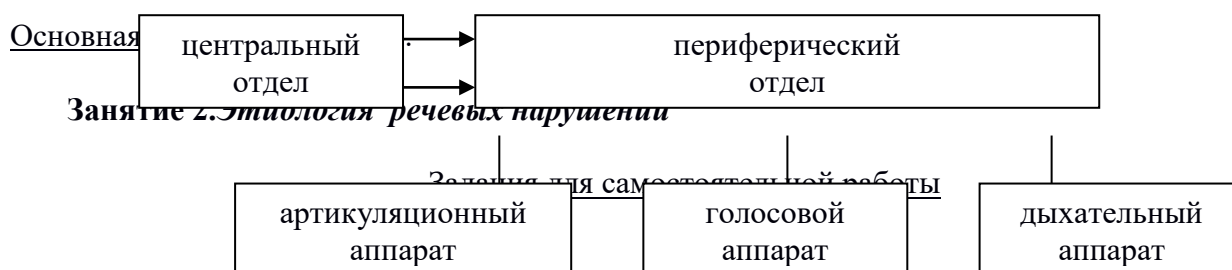 Основная
центральный
отдел
периферический
отдел
Занятие 2.Этиология речевых нарушений
Задания для самостоятельной работы
артикуляционный
аппарат
голосовой
аппарат
дыхательный
аппарат